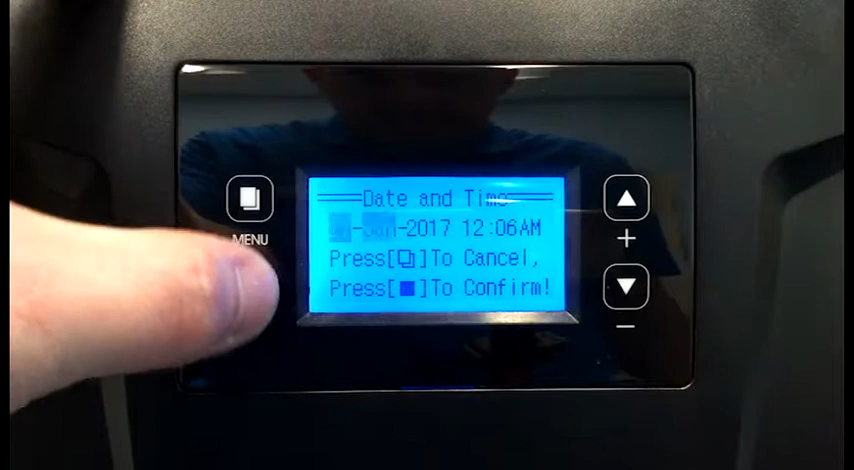 Date and Time
-Jan-2017 12:06AM
Press[]To Cancel,
Press[■]To Confirm!
MENU
+
−